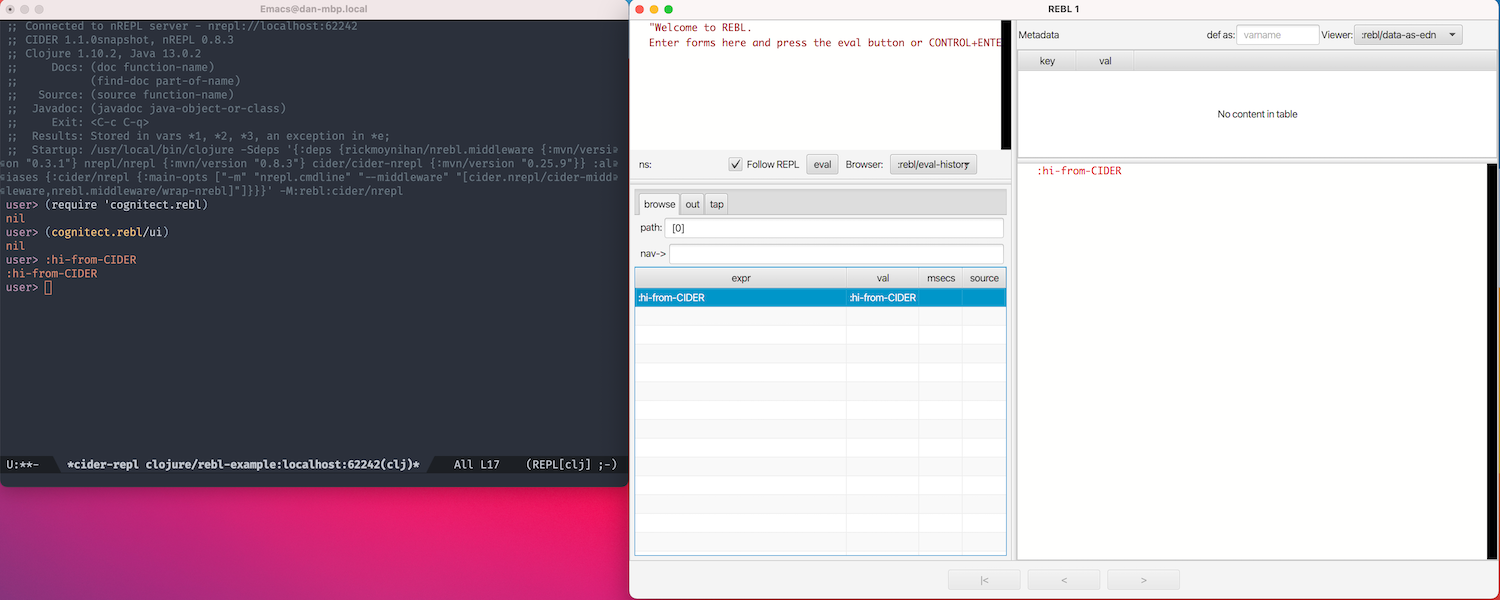 Emacs@dan-mbp.local
;;  Connected to nREPL server - nrepl://localhost:62242
;;  CIDER 1.1.0snapshot, nREPL 0.8.3
;;  Clojure 1.10.2, Java 13.0.2
;;      Docs: (doc function-name)
;;            (find-doc part-of-name)
;;    Source: (source function-name)
;;   Javadoc: (javadoc java-object-or-class)
;;      Exit: <C-c C-q>
;;   Results: Stored in vars *1, *2, *3, an exception in *e;
;;   Startup: /usr/local/bin/clojure -Sdeps '{:deps {rickmoynihan/nrebl.middleware {:mvn/versi
on "0.3.1"} nrepl/nrepl {:mvn/version "0.8.3"} cider/cider-nrepl {:mvn/version "0.25.9"}} :al
iases {:cider/nrepl {:main-opts ["-m" "nrepl.cmdline" "--middleware" "[cider.nrepl/cider-midd
leware,nrebl.middleware/wrap-nrebl]"]}}}' -M:rebl:cider/nrepl
user> (require 'cognitect.rebl)
nil
user> (cognitect.rebl/ui)
nil
user> :hi-from-CIDER
:hi-from-CIDER
user>
U:**-  *cider-repl clojure/rebl-example:localhost:62242(clj)*  All L17  (REPL[clj] ;-)
REBL 1
"Welcome to REBL.
Enter forms here and press the eval button or CONTROL+ENTE
ns: Follow REPL eval Browser: :rebl/eval-history
browse out tap
path: [0]
nav->
expr val msecs source
:hi-from-CIDER :hi-from-CIDER
Metadata def as: varname Viewer: :rebl/data-as-edn
key val
No content in table
:hi-from-CIDER
|< < >